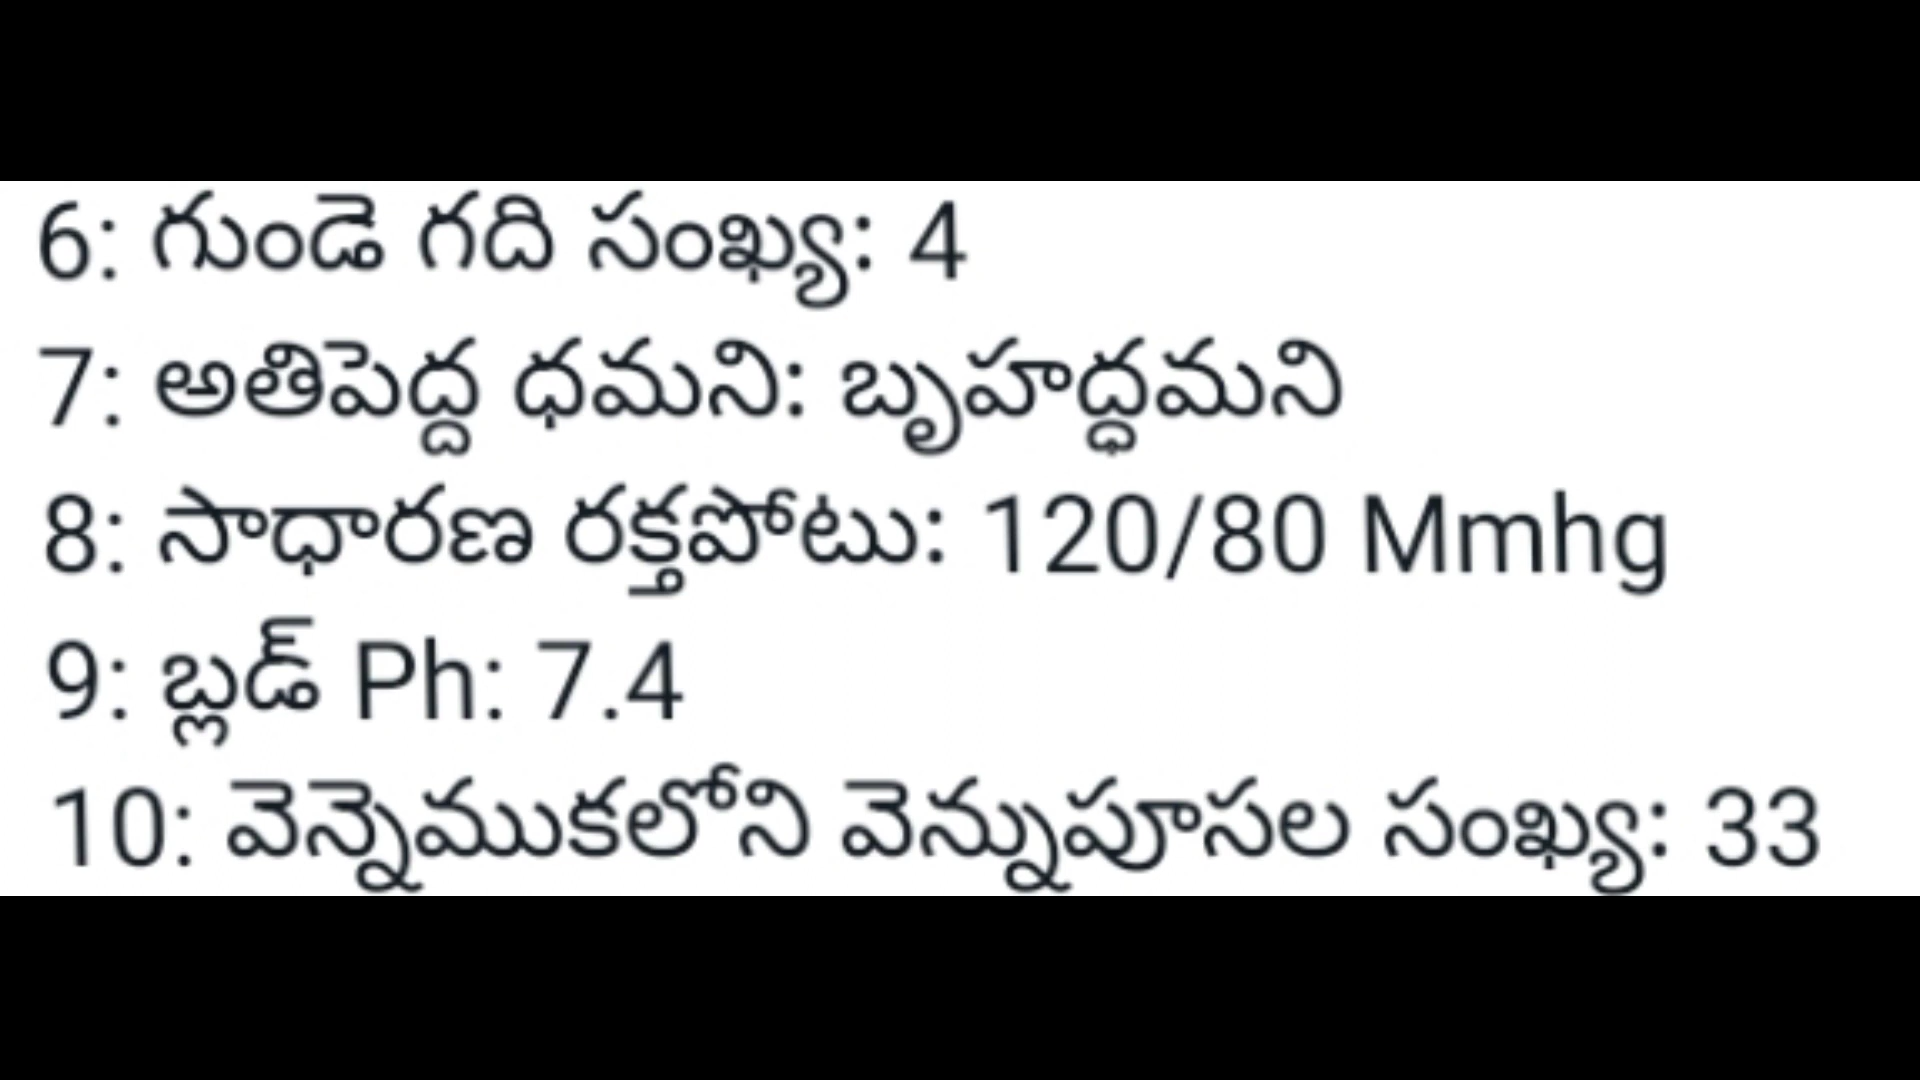 6: గుండె గది సంఖ్య: 4
7: అతిపెద్ద ధమని: బృహద్ధమని
8: సాధారణ రక్తపోటు: 120/80 Mmhg
9: బ్లడ్ Ph: 7.4
10: వెన్నెముకలోని వెన్నుపూసల సంఖ్య: 33